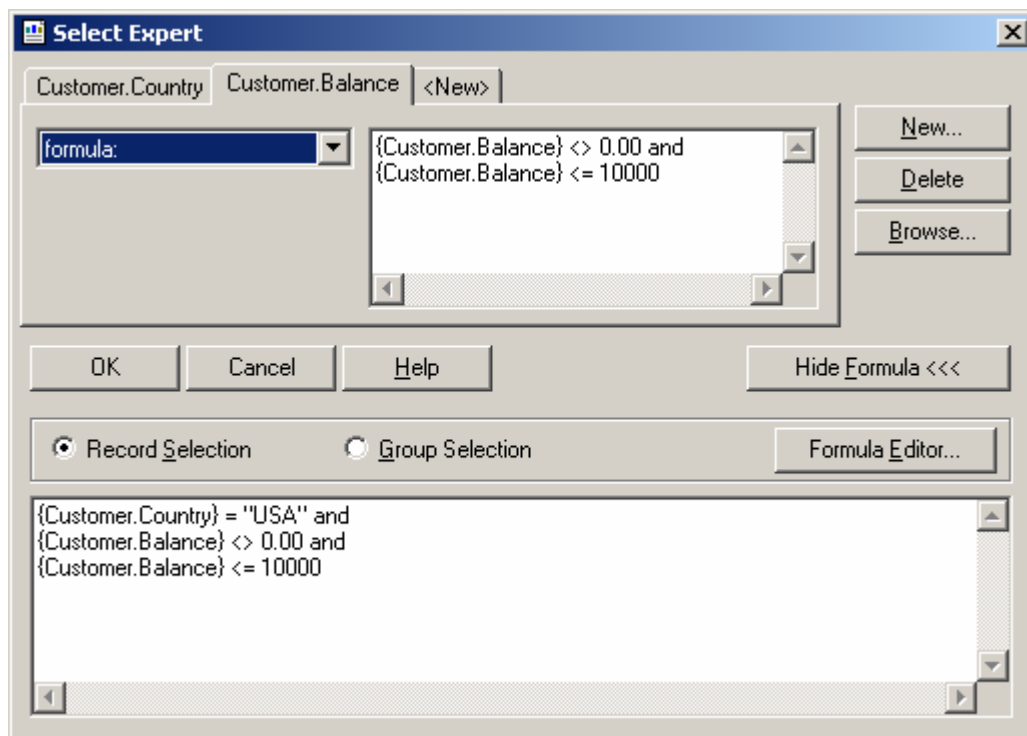 Select Expert
Customer.Country
Customer.Balance
<New>
formula:
{Customer.Balance} <> 0.00 and
{Customer.Balance} <= 10000
New...
Delete
Browse...
OK
Cancel
Help
Hide Formula <<<
Record Selection
Group Selection
Formula Editor...
{Customer.Country} = "USA" and
{Customer.Balance} <> 0.00 and
{Customer.Balance} <= 10000